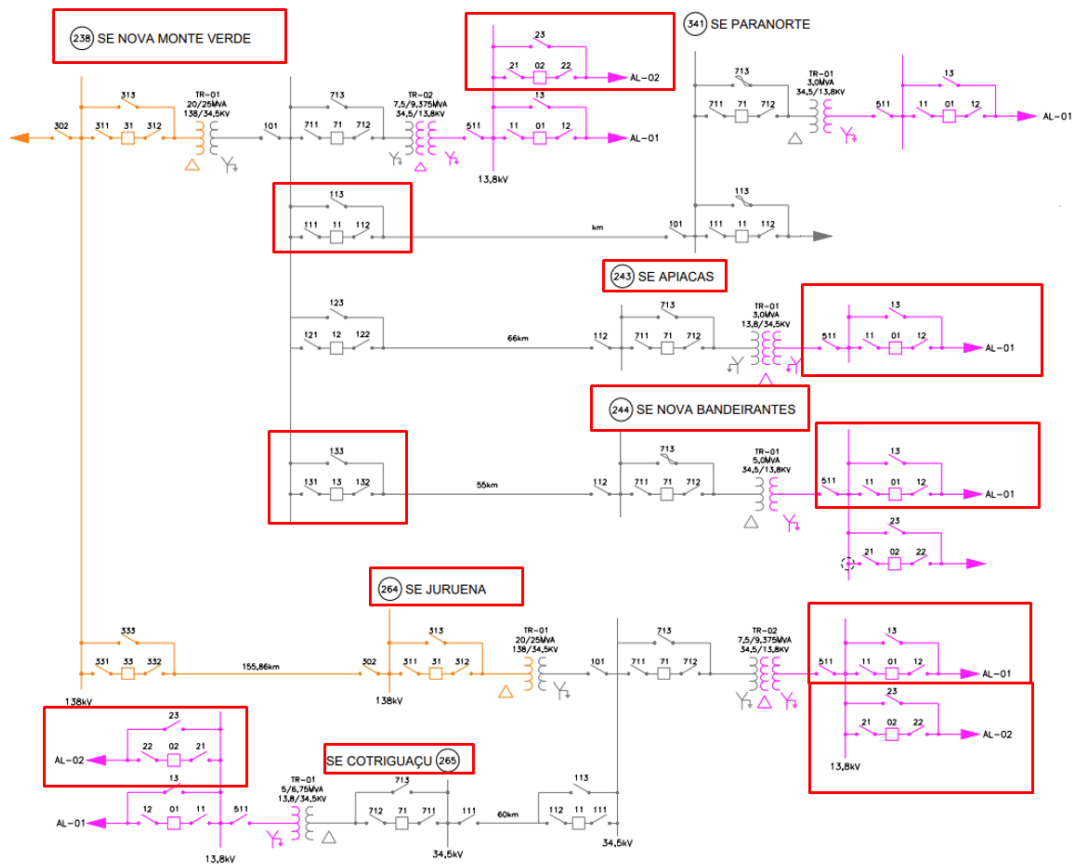 238 SE NOVA MONTE VERDE
341 SE PARANORTE
23
21 02 22 AL-02
313
302 311 31 312
TR-01
20/25MVA
138/34,5KV
101
713
711 71 712
TR-02
7,5/9,375MVA
34,5/13,8KV
511
13
11 01 12 AL-01
13,8kV
713
711 71 712
TR-01
3,0MVA
34,5/13,8KV
511
13
11 01 12 AL-01
113
111 11 112
km
101
113
111 11 112
243 SE APIACAS
123
121 12 122
66km
112
713
711 71 712
TR-01
3,0MVA
13,8/34,5KV
511
13
11 01 12 AL-01
244 SE NOVA BANDEIRANTES
133
131 13 132
55km
112
713
711 71 712
TR-01
5,0MVA
34,5/13,8KV
511
13
11 01 12 AL-01
23
21 02 22
264 SE JURUENA
333
331 33 332
138kV
155,86km
302
313
311 31 312
138kV
TR-01
20/25MVA
138/34,5KV
101
713
711 71 712
TR-02
7,5/9,375MVA
34,5/13,8KV
511
13
11 01 12 AL-01
23
21 02 22 AL-02
13,8kV
SE COTRIGUAÇU 265
23
AL-02 22 02 21
13
AL-01 12 01 11
511
13,8kV
TR-01
5/6,75MVA
13,8/34,5KV
713
712 71 711
34,5kV
111
60km
113
112 11 111
34,5kV